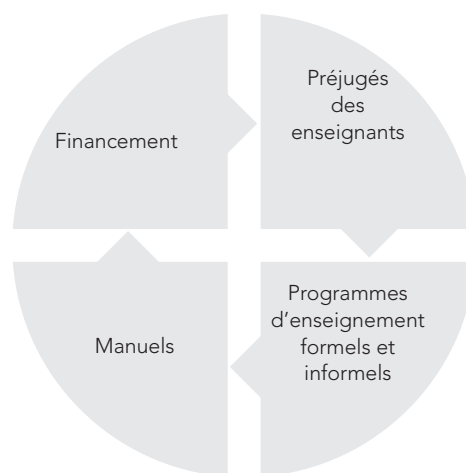 Financement
Préjugés
des
enseignants
Manuels
Programmes
d'enseignement
formels et
informels